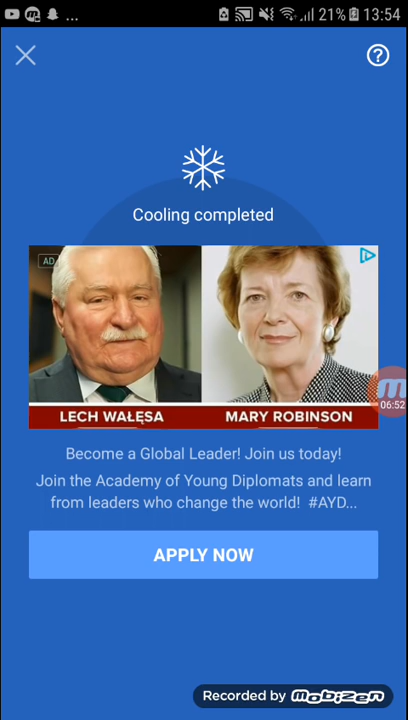 ... 21% 13:54
Cooling completed
AD
LECH WAŁĘSA MARY ROBINSON
06:52
Become a Global Leader! Join us today!
Join the Academy of Young Diplomats and learn
from leaders who change the world! #AYD...
APPLY NOW
Recorded by mobizen